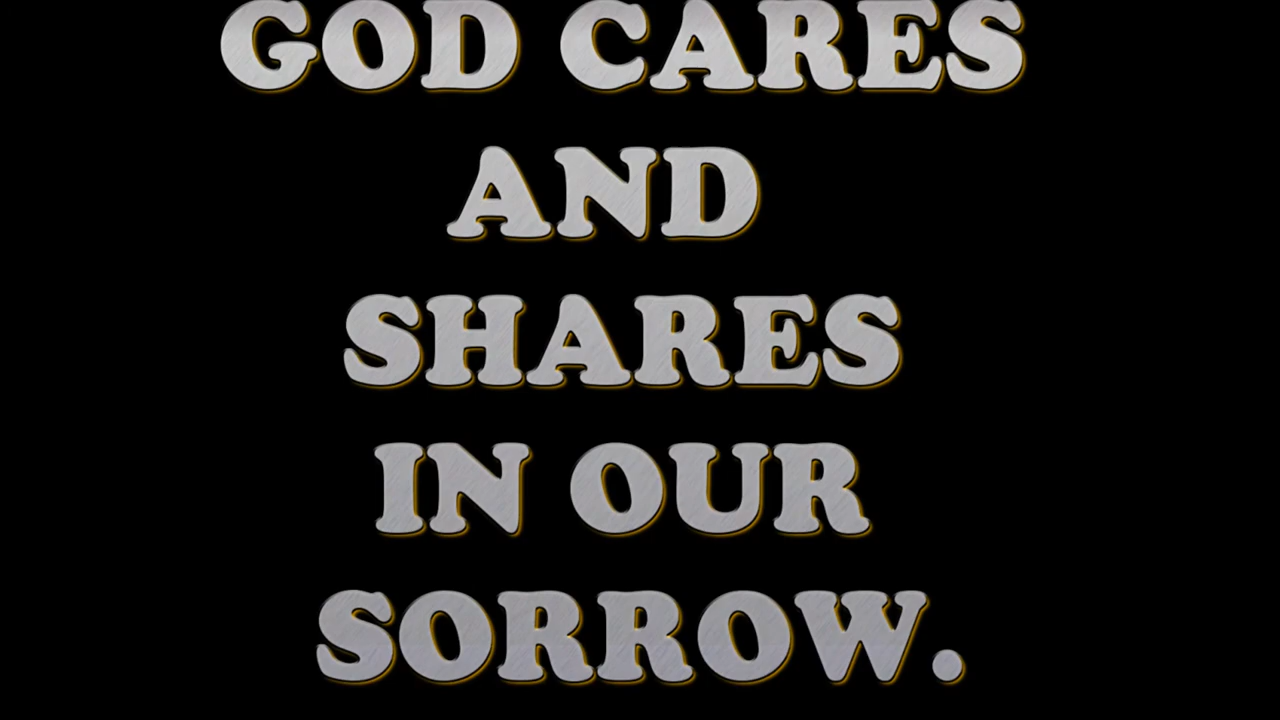 GOD CARES
AND
SHARES
IN OUR
SORROW.